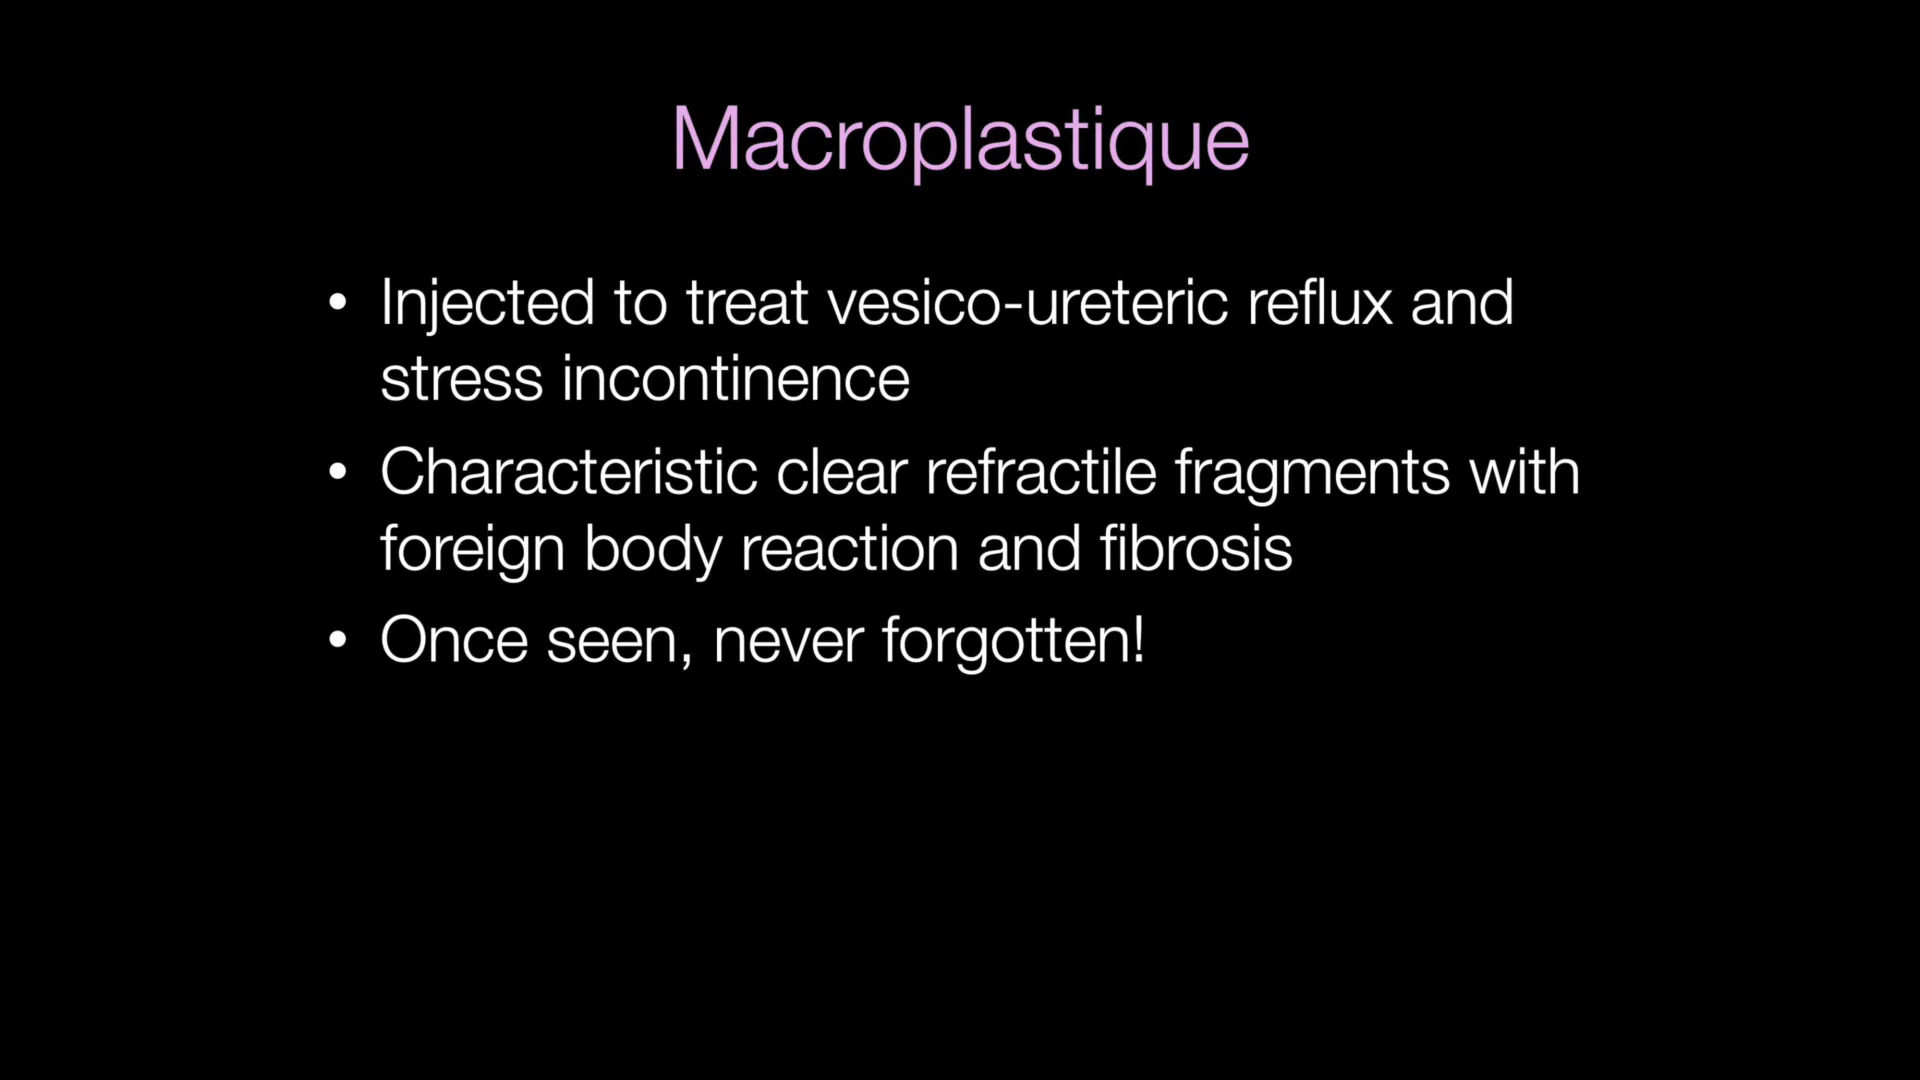 Macroplastique
• Injected to treat vesico-ureteric reflux and
stress incontinence
• Characteristic clear refractile fragments with
foreign body reaction and fibrosis
• Once seen, never forgotten!